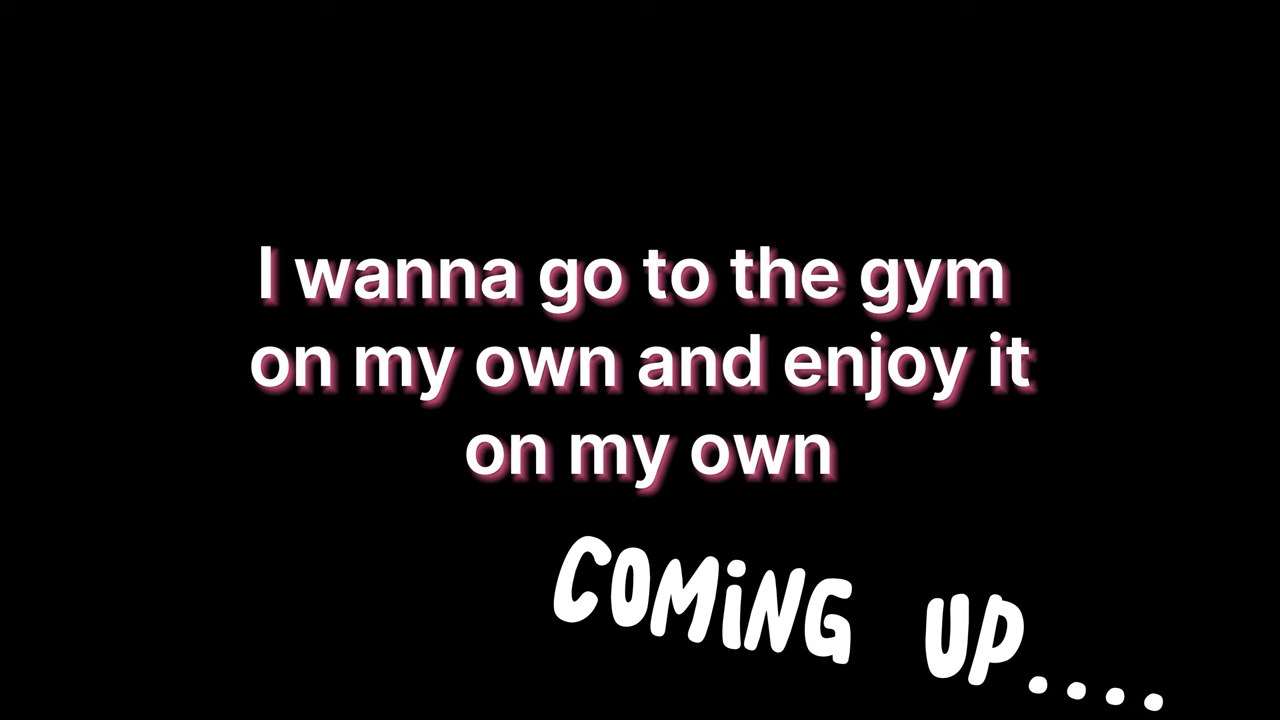 I wanna go to the gym
on my own and enjoy it
on my own
COMiNG UP....